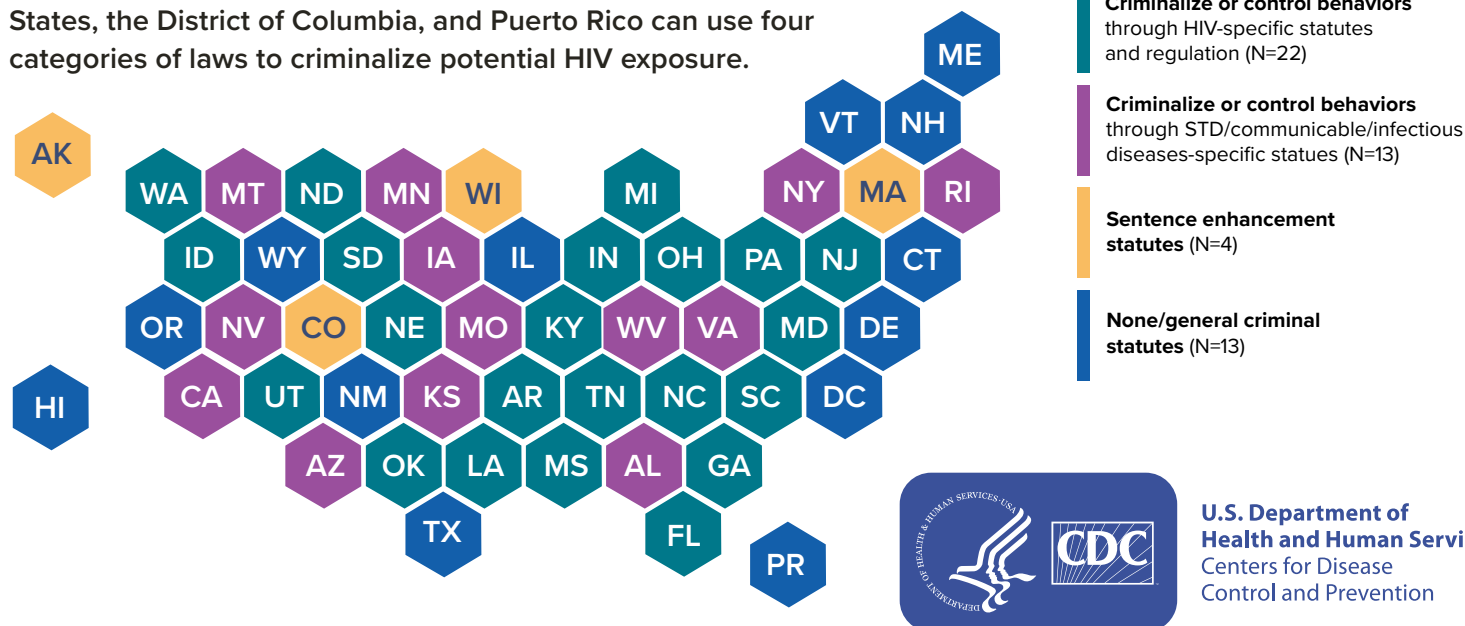 States, the District of Columbia, and Puerto Rico can use four
categories of laws to criminalize potential HIV exposure.
Criminalize or control behaviors
through HIV-specific statutes
and regulation (N=22)
Criminalize or control behaviors
through STD/communicable/infectious
diseases-specific statues (N=13)
Sentence enhancement
statutes (N=4)
None/general criminal
statutes (N=13)
ME
VT NH
AK
WA MT ND MN WI MI NY MA RI
ID WY SD IA IL IN OH PA NJ CT
OR NV CO NE MO KY WV VA MD DE
HI
CA UT NM KS AR TN NC SC DC
AZ OK LA MS AL GA
TX FL
PR
DEPARTMENT OF HEALTH & HUMAN SERVICES·USA
CDC
U.S. Department of
Health and Human Servi
Centers for Disease
Control and Prevention